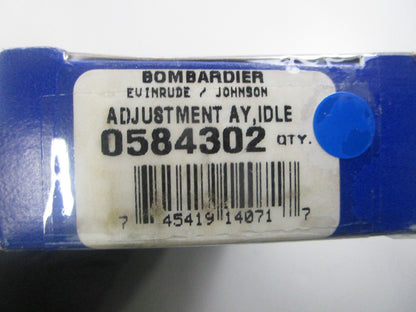 BOMBARDIER
EVINRUDE / JOHNSON
ADJUSTMENT AY,IDLE
0584302 QTY.
7 45419 14071 7